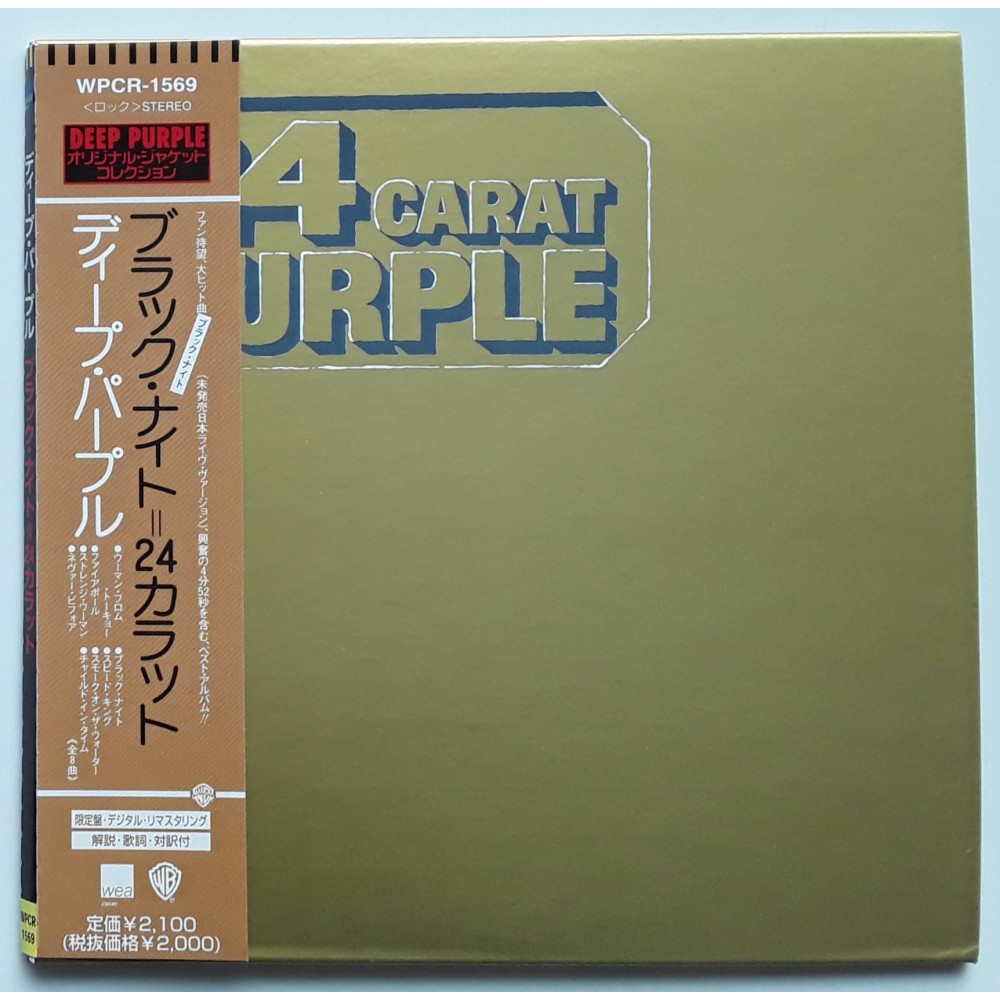 WPCR-1569
<ロック>STEREO
DEEP PURPLE
オリジナル・ジャケット
コレクション
ファン待望、大ヒット曲ブラック・ナイト(未発売日本ライヴ・ヴァージョン)、興奮の4分52秒を含む、ベスト・アルバム!!
ブラック・ナイト=24カラット
ディープ・パープル
●ウーマン・フロム・トーキョー
●ファイアボール
●ストレンジ・ウーマン
●ネヴァー・ビフォア
●ブラック・ナイト
●スピード・キング
●スモーク・オン・ザ・ウォーター
●チャイルド・イン・タイム
《全8曲》
限定盤・デジタル・リマスタリング
解説・歌詞・対訳付
wea
JAPAN
WB
定価¥2,100
(税抜価格¥2,000)
ディープ・パープル ブラック・ナイト=24カラット
WPCR-
1569
4 CARAT
URPLE